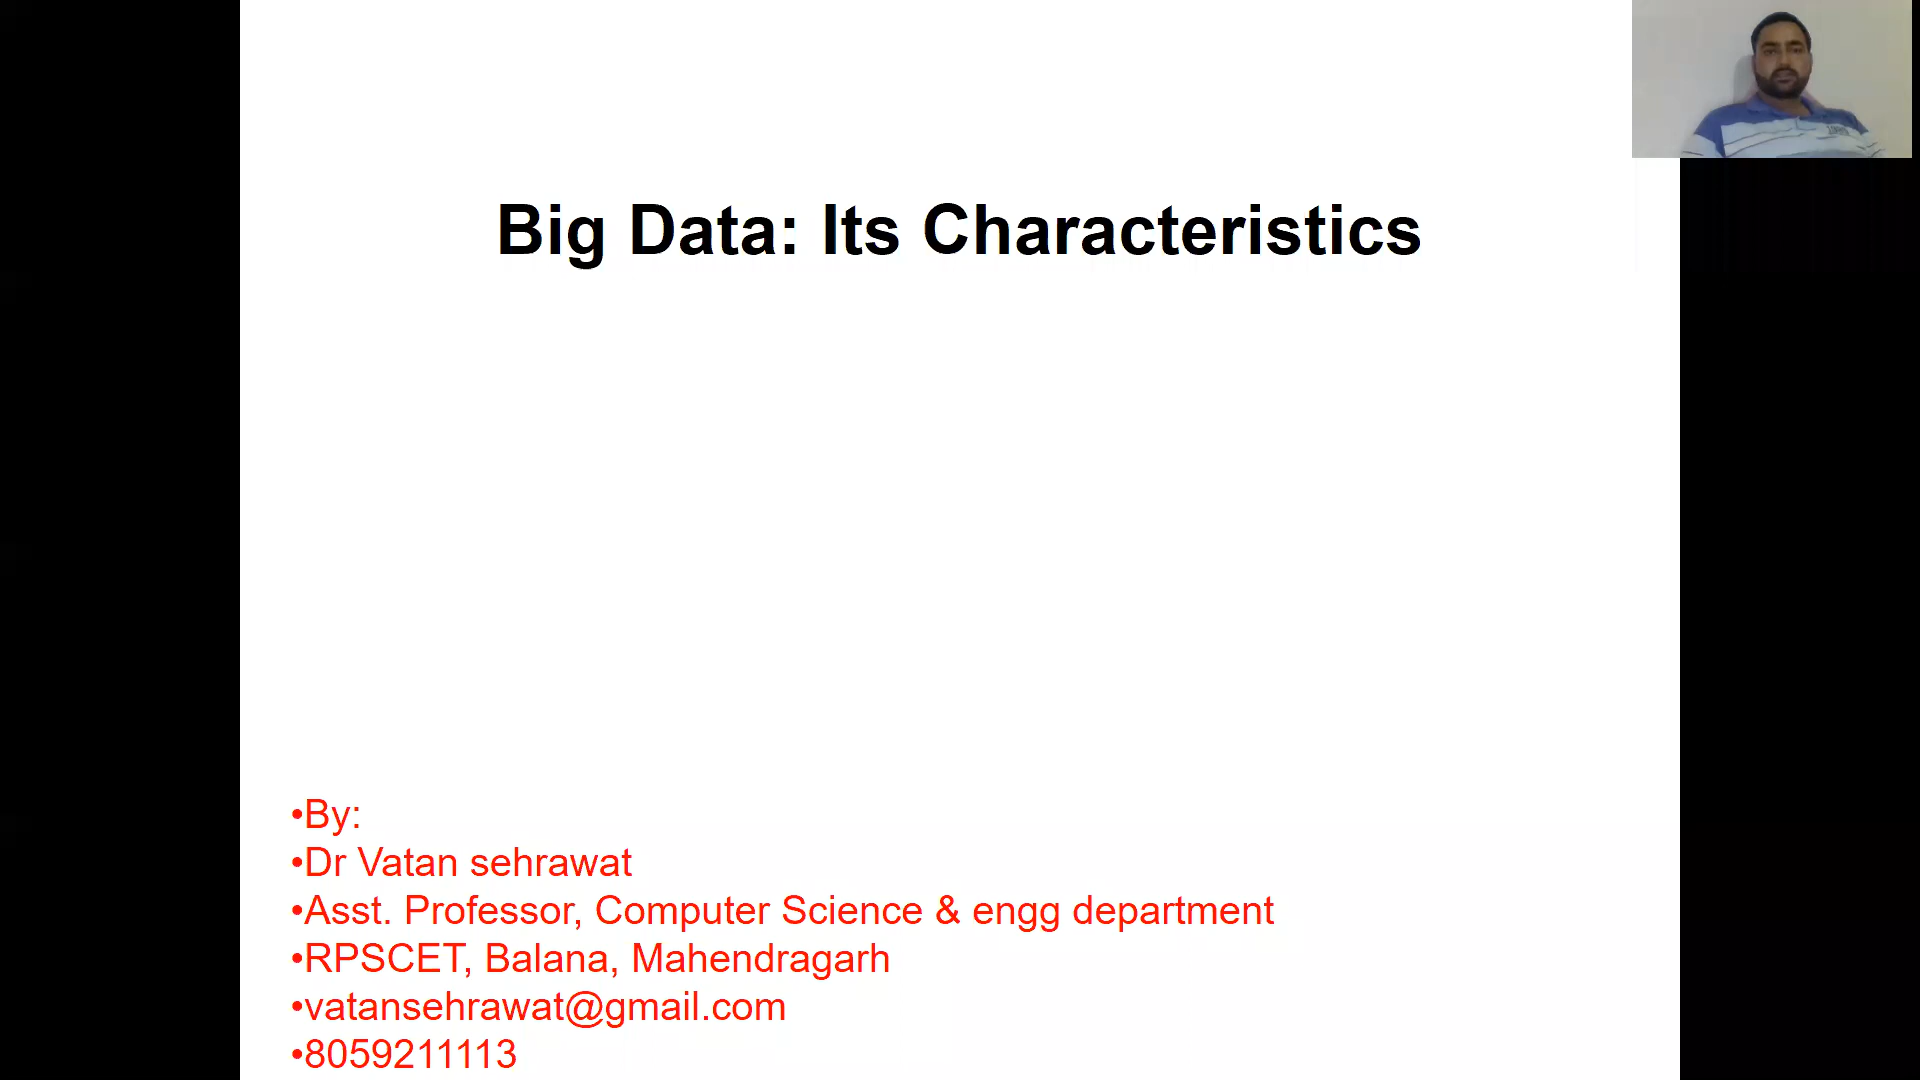 Big Data: Its Characteristics
•By:
•Dr Vatan sehrawat
•Asst. Professor, Computer Science & engg department
•RPSCET, Balana, Mahendragarh
•vatansehrawat@gmail.com
•8059211113